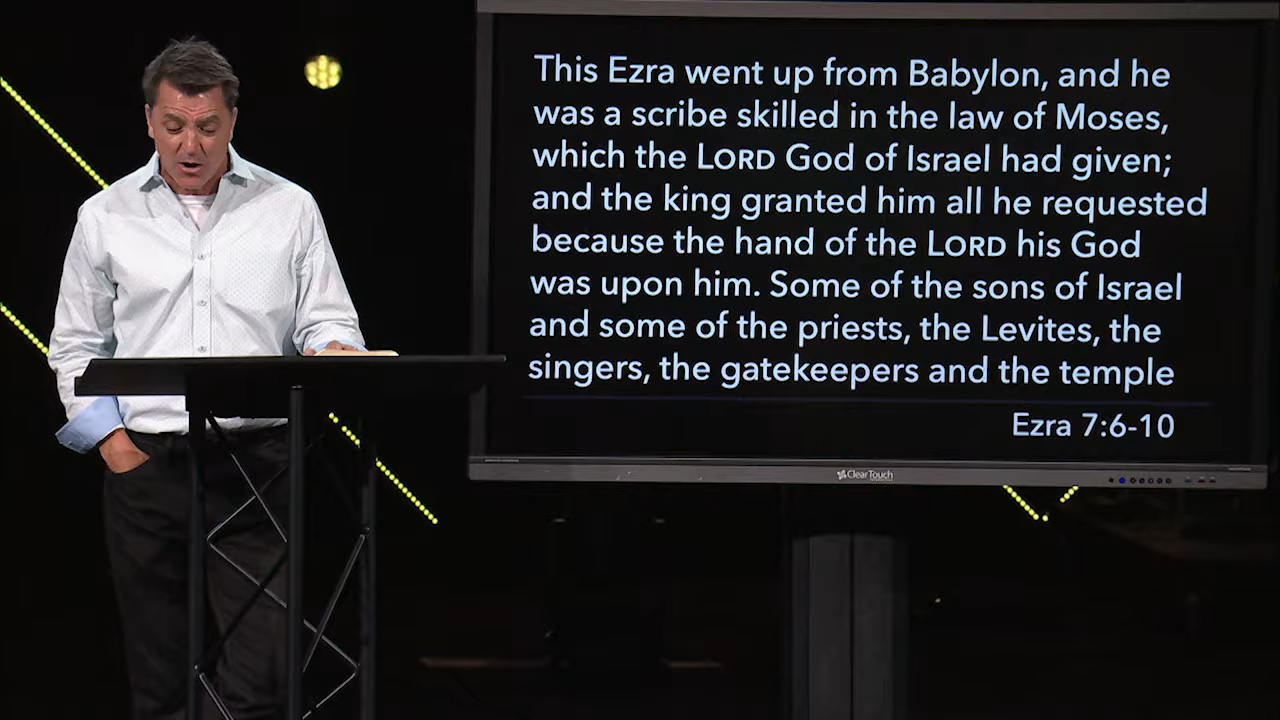 This Ezra went up from Babylon, and he
was a scribe skilled in the law of Moses,
which the LORD God of Israel had given;
and the king granted him all he requested
because the hand of the LORD his God
was upon him. Some of the sons of Israel
and some of the priests, the Levites, the
singers, the gatekeepers and the temple
Ezra 7:6-10
ClearTouch